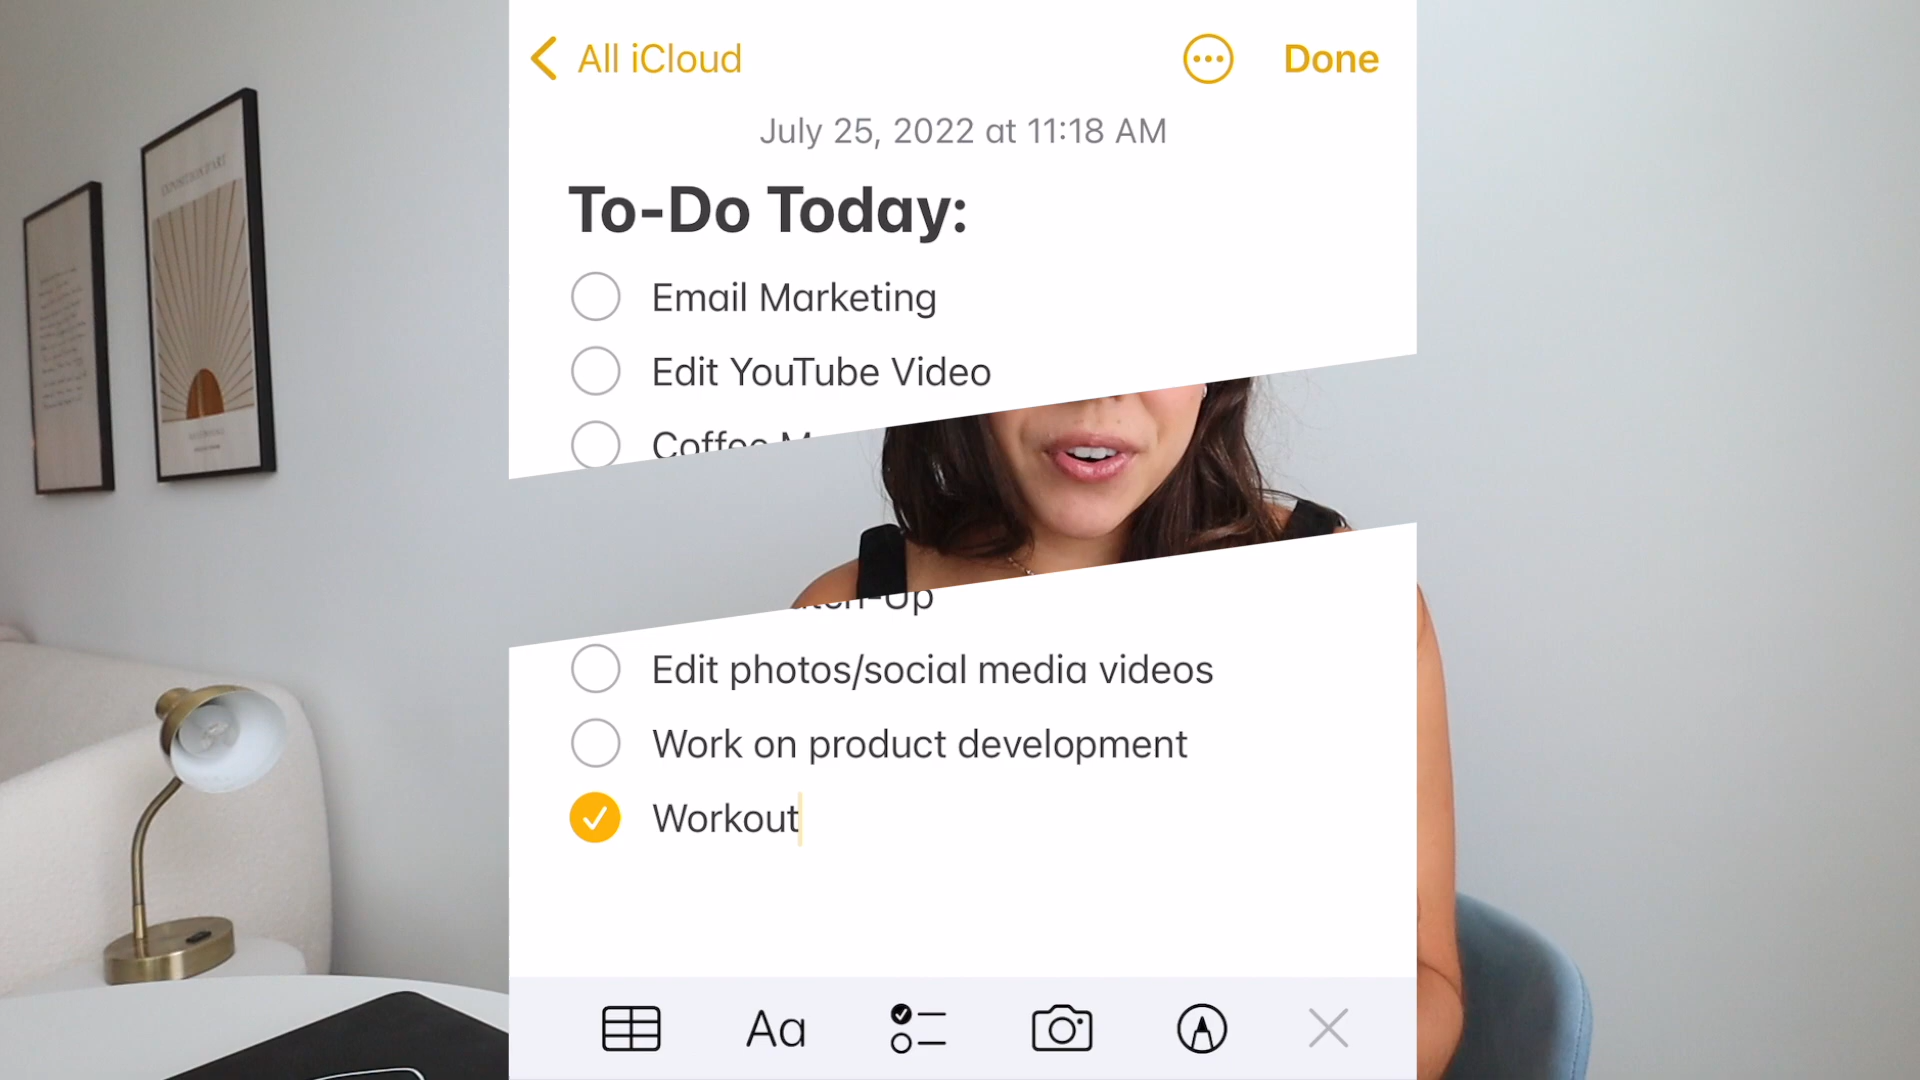 All iCloud
Done
July 25, 2022 at 11:18 AM
To-Do Today:
Email Marketing
Edit YouTube Video
Coffee
Edit photos/social media videos
Work on product development
Workout
Aa